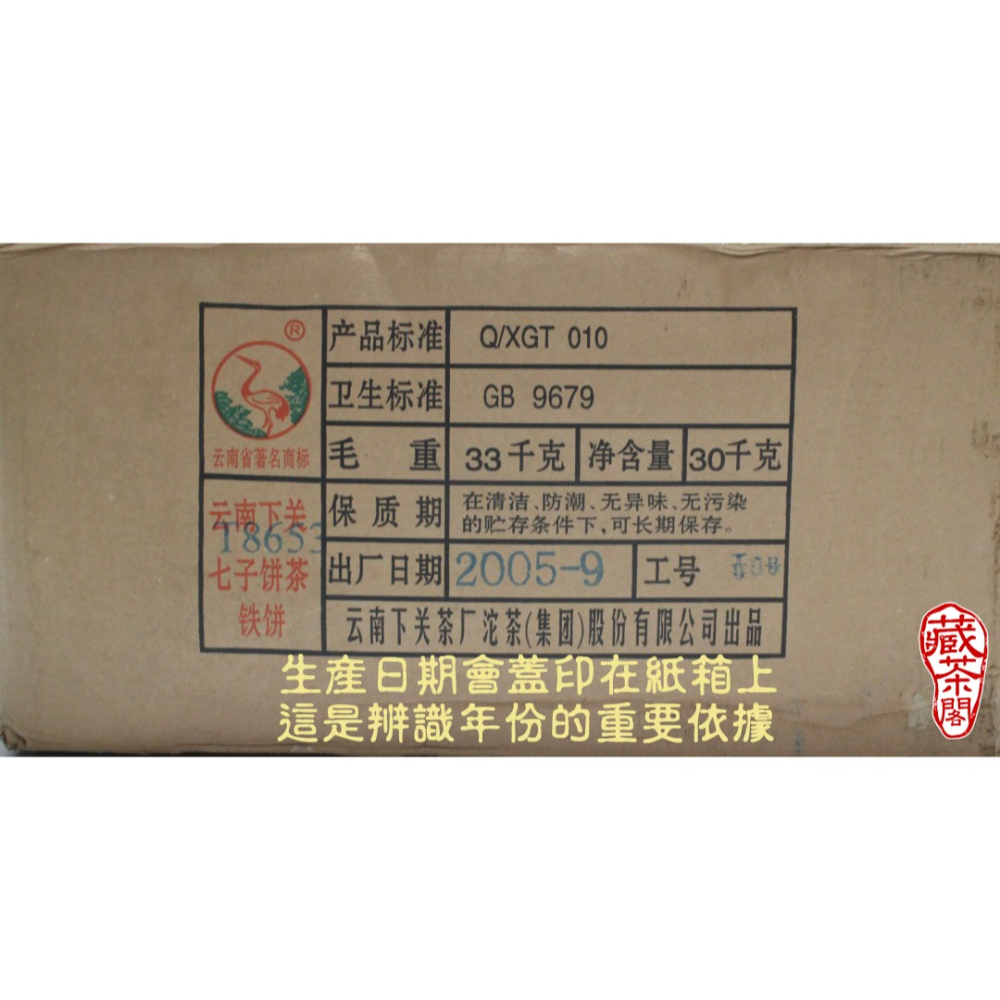 ®
云南省著名商标
产品标准 Q/XGT 010
卫生标准 GB 9679
毛 重 33千克 净含量 30千克
保质期 在清洁、防潮、无异味、无污染
的贮存条件下,可长期保存。
云南下关
T8653
七子饼茶
铁饼
出厂日期 2005-9 工号
云南下关茶厂沱茶(集团)股份有限公司出品
生産日期會蓋印在紙箱上
這是辨識年份的重要依據
藏茶閣